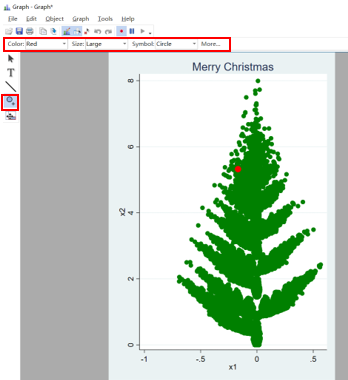 Graph - Graph*
File Edit Object Graph Tools Help
Color: Red Size: Large Symbol: Circle More...
T
Merry Christmas
8
6
4
2
0
x2
-1 -.5 0 .5
x1